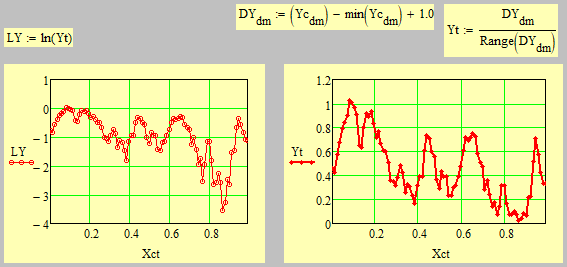 DY_dm := (Yc_dm) − min(Yc_dm) + 1.0
LY := ln(Yt)
Yt := DY_dm / Range(DY_dm)
1
0
−1
−2
−3
−4
LY
0.2 0.4 0.6 0.8
Xct
1.2
1
0.8
0.6
0.4
0.2
0
Yt
0.2 0.4 0.6 0.8
Xct